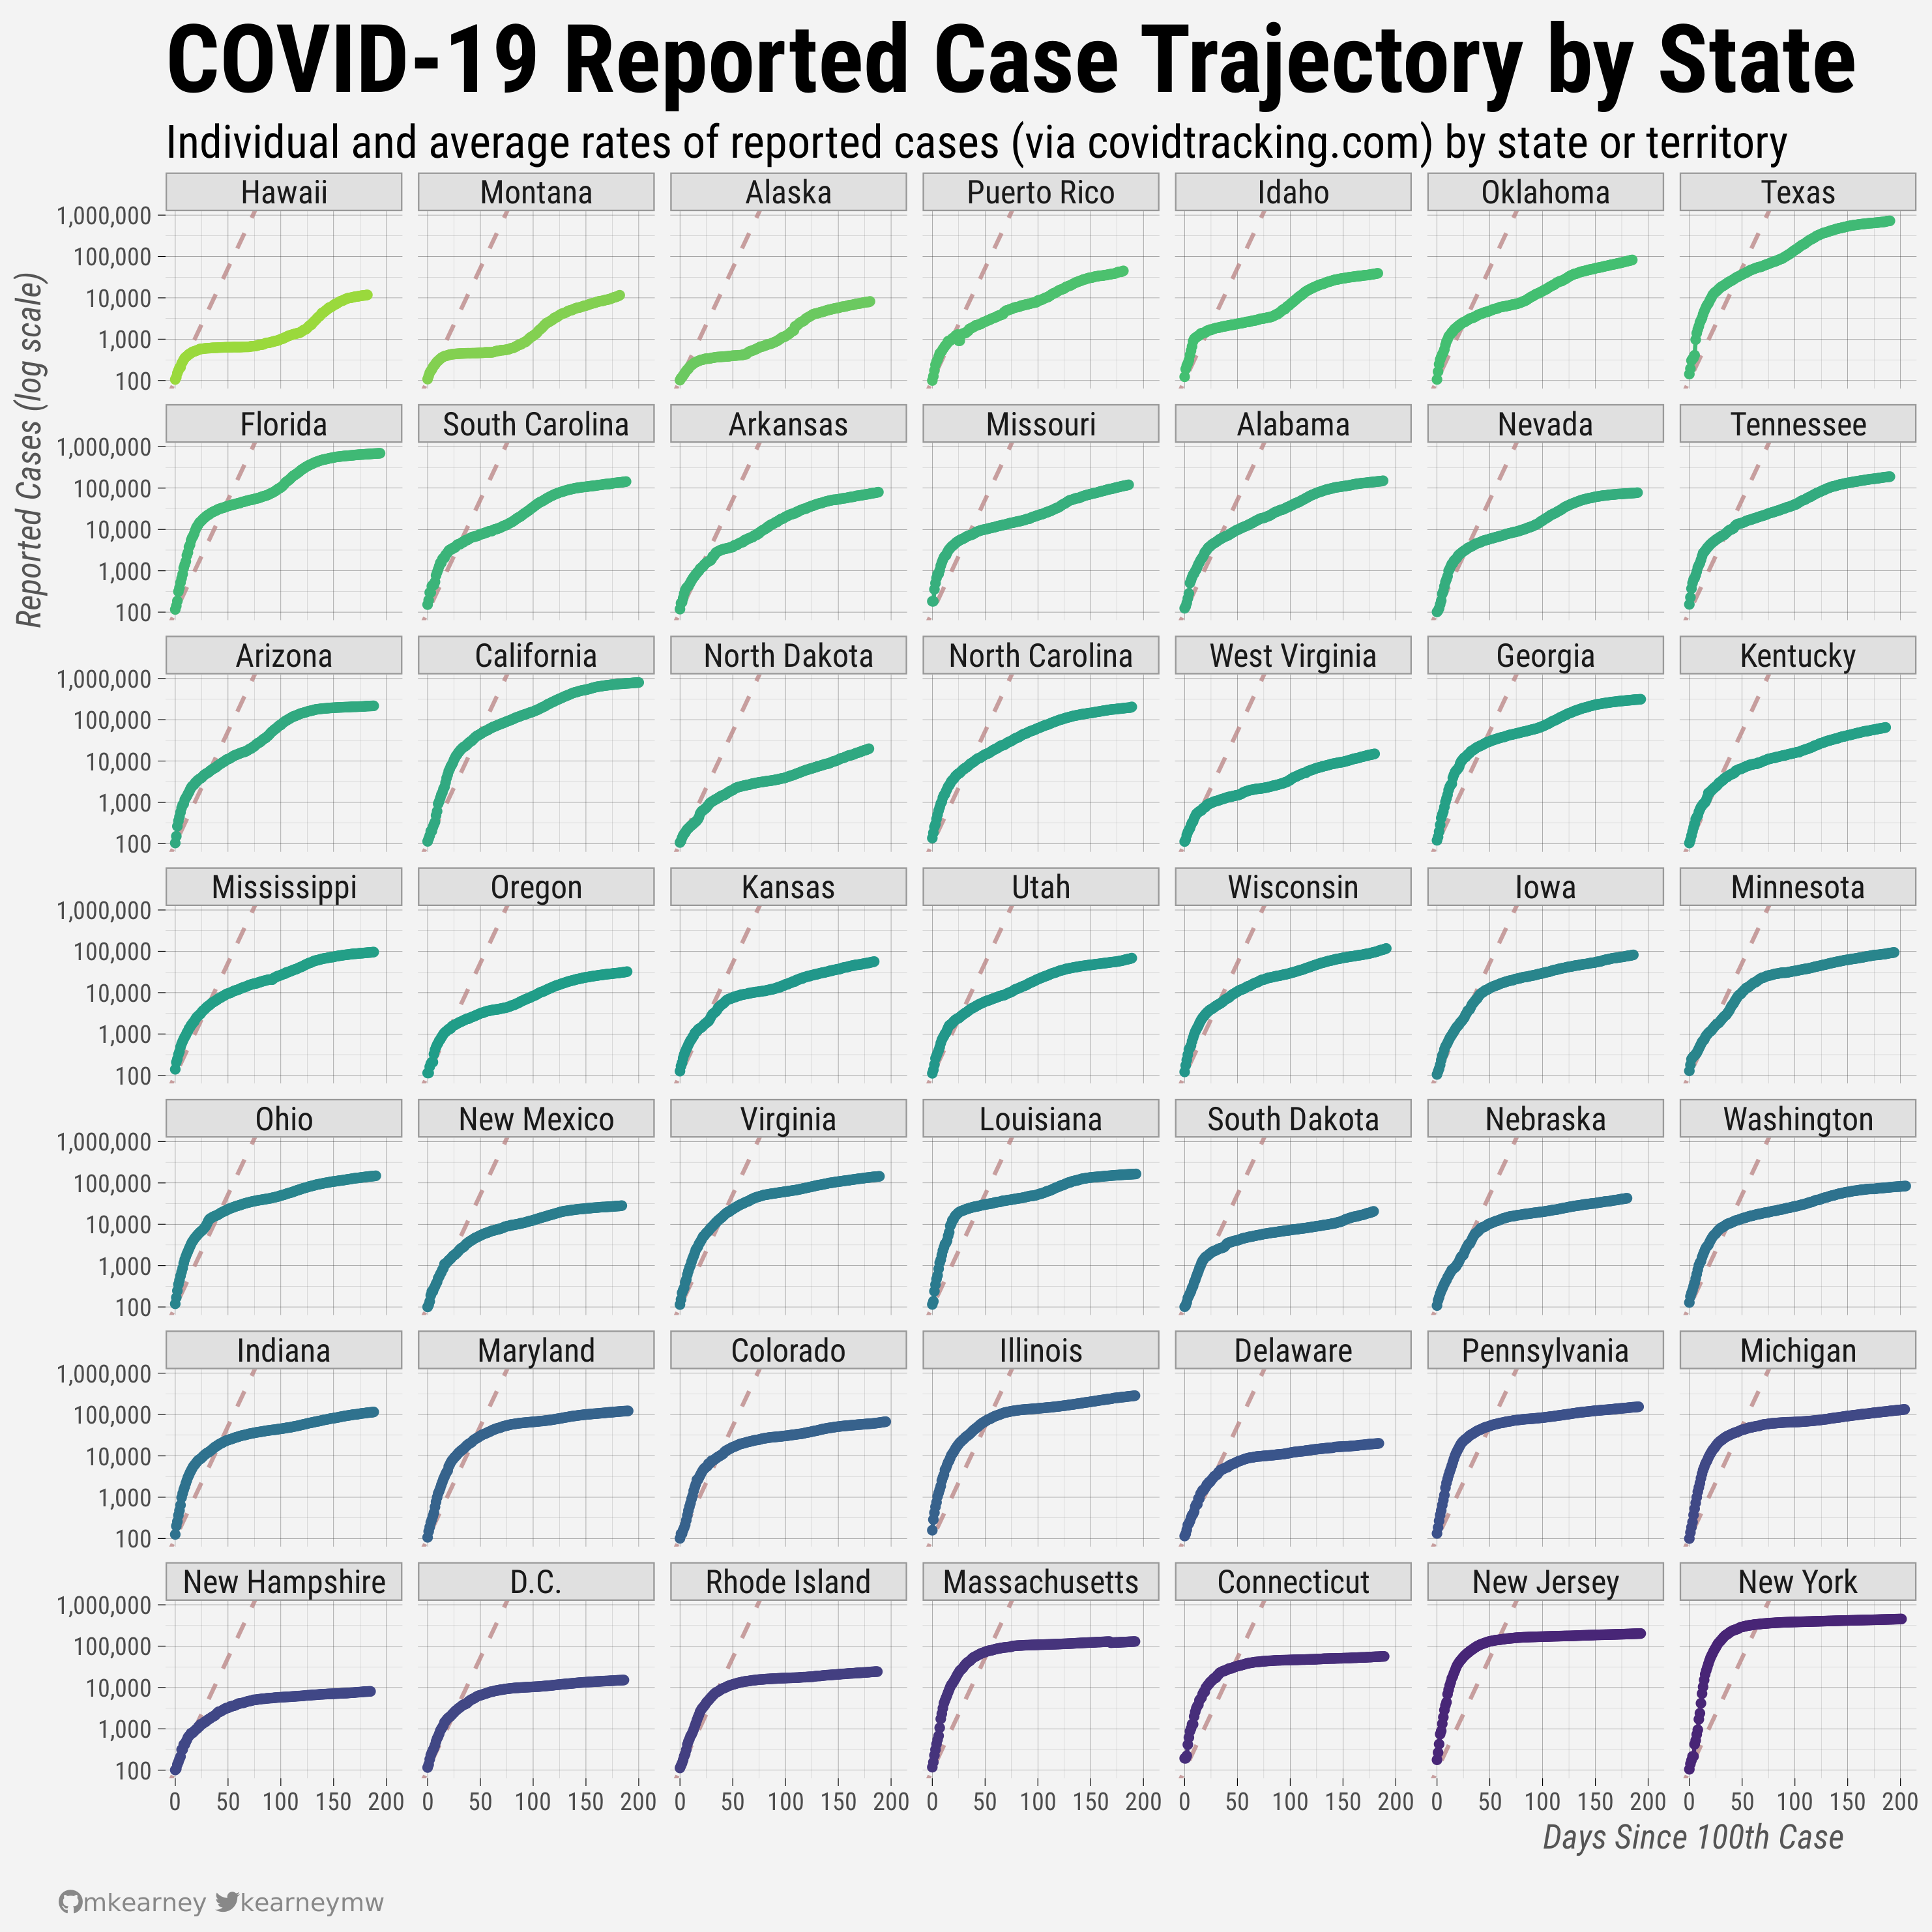 COVID-19 Reported Case Trajectory by State
Individual and average rates of reported cases (via covidtracking.com) by state or territory
Reported Cases (log scale)
Hawaii Montana Alaska Puerto Rico Idaho Oklahoma Texas
1,000,000
100,000
10,000
1,000
100
Florida South Carolina Arkansas Missouri Alabama Nevada Tennessee
1,000,000
100,000
10,000
1,000
100
Arizona California North Dakota North Carolina West Virginia Georgia Kentucky
1,000,000
100,000
10,000
1,000
100
Mississippi Oregon Kansas Utah Wisconsin Iowa Minnesota
1,000,000
100,000
10,000
1,000
100
Ohio New Mexico Virginia Louisiana South Dakota Nebraska Washington
1,000,000
100,000
10,000
1,000
100
Indiana Maryland Colorado Illinois Delaware Pennsylvania Michigan
1,000,000
100,000
10,000
1,000
100
New Hampshire D.C. Rhode Island Massachusetts Connecticut New Jersey New York
1,000,000
100,000
10,000
1,000
100
0 50 100 150 200 0 50 100 150 200 0 50 100 150 200 0 50 100 150 200 0 50 100 150 200 0 50 100 150 200 0 50 100 150 200
Days Since 100th Case
mkearney kearneymw